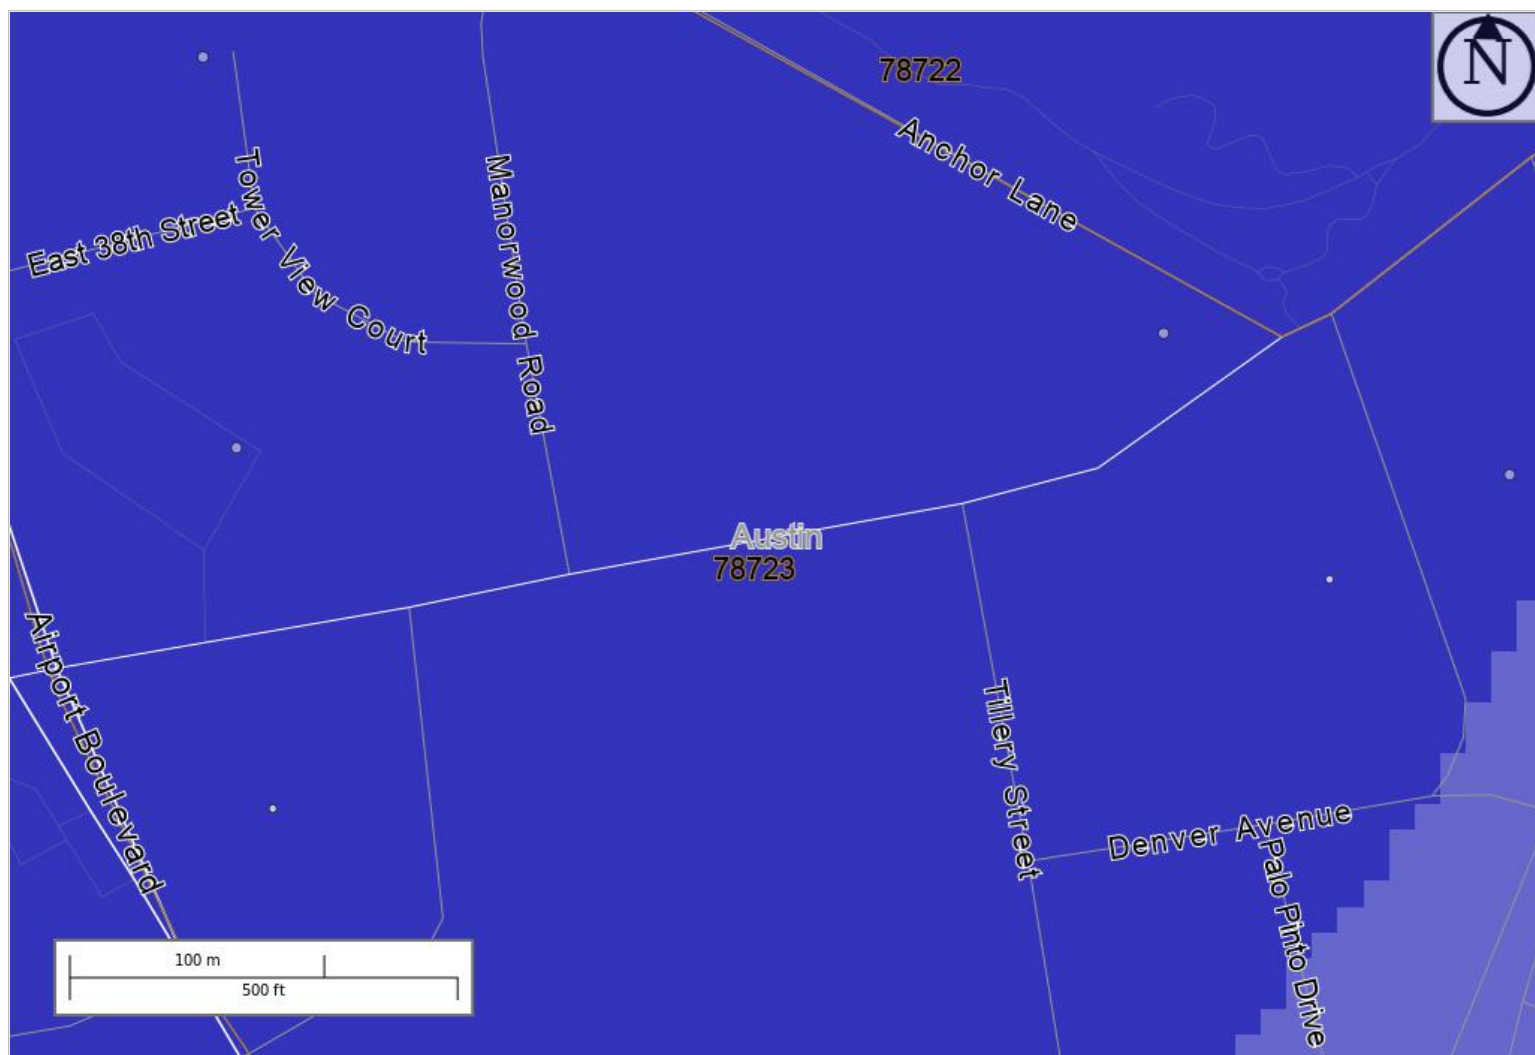 N
78722
Anchor Lane
Tower View Court
Manorwood Road
East 38th Street
Austin
78723
Airport Boulevard
Tillery Street
Denver Avenue
Palo Pinto Drive
100 m
500 ft